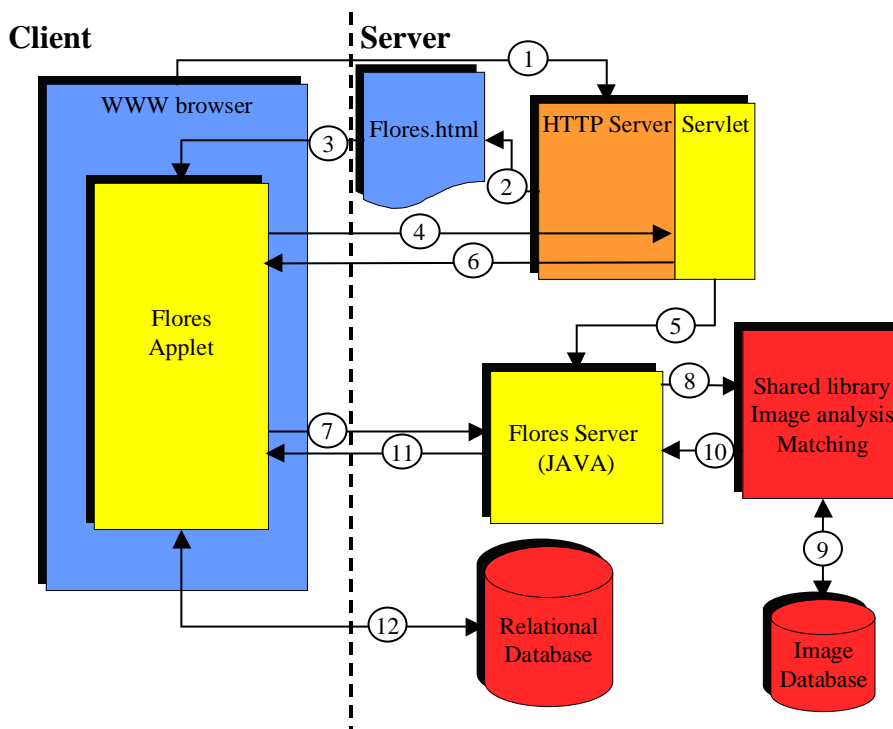 Client
Server
1
WWW browser
Flores.html
HTTP Server
Servlet
3
2
4
6
Flores
Applet
5
8
Shared library
Image analysis
Matching
7
11
Flores Server
(JAVA)
10
9
12
Relational
Database
Image
Database